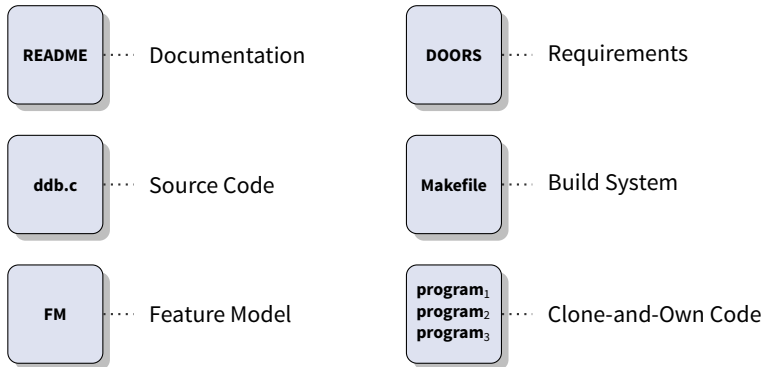 README
Documentation
DOORS
Requirements
ddb.c
Source Code
Makefile
Build System
FM
Feature Model
program₁
program₂
program₃
Clone-and-Own Code